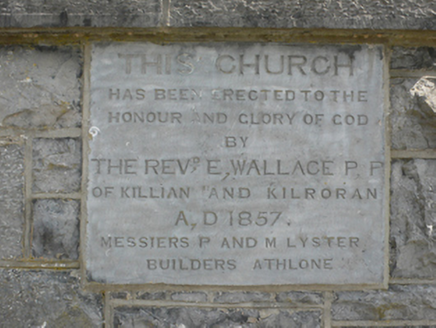 THIS CHURCH
HAS BEEN ERECTED TO THE
HONOUR AND GLORY OF GOD
BY
THE REVD E, WALLACE P. P
OF KILLIAN AND KILRORAN
A, D 1857.
MESSIERS P AND M LYSTER
BUILDERS ATHLONE